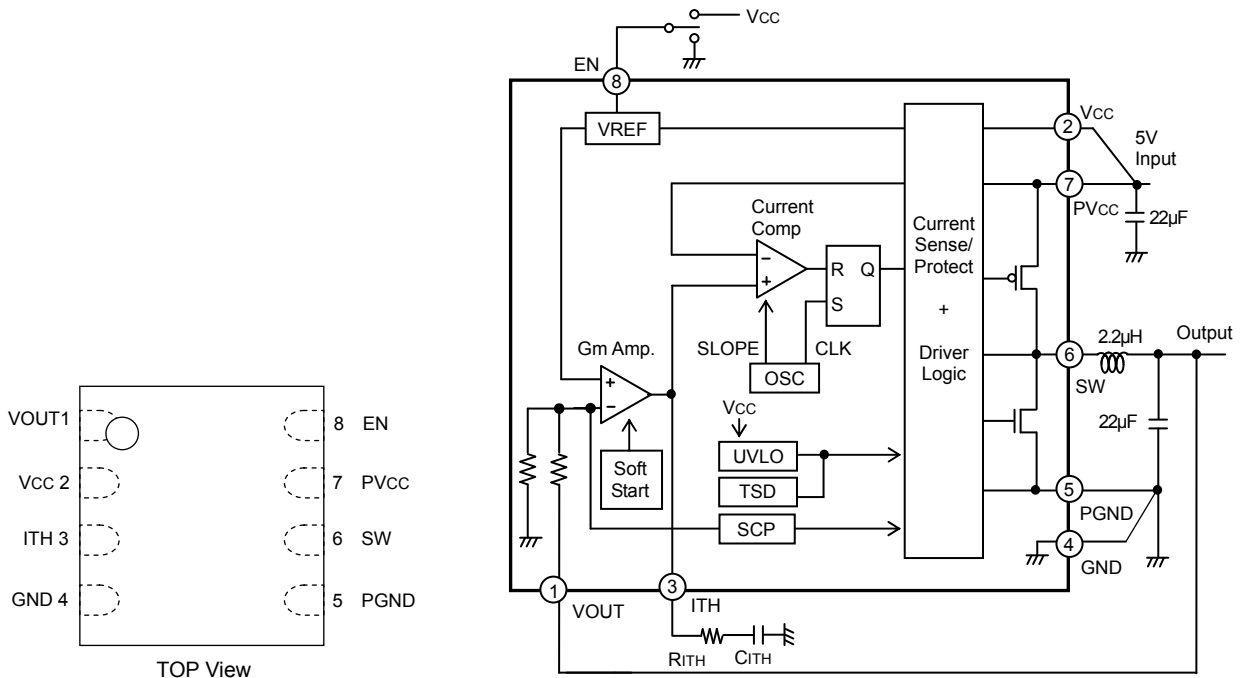 VOUT1
VCC 2
ITH 3
GND 4
8 EN
7 PVCC
6 SW
5 PGND
TOP View
VCC
EN
8
VREF
2
VCC
5V
Input
7
PVCC
22µF
Current
Comp
−
+
R Q
S
Current
Sense/
Protect
+
Driver
Logic
SLOPE
CLK
OSC
Gm Amp.
+
−
2.2µH
Output
6
SW
22µF
VCC
UVLO
TSD
SCP
Soft
Start
5
PGND
4
GND
1
VOUT
3
ITH
RITH
CITH